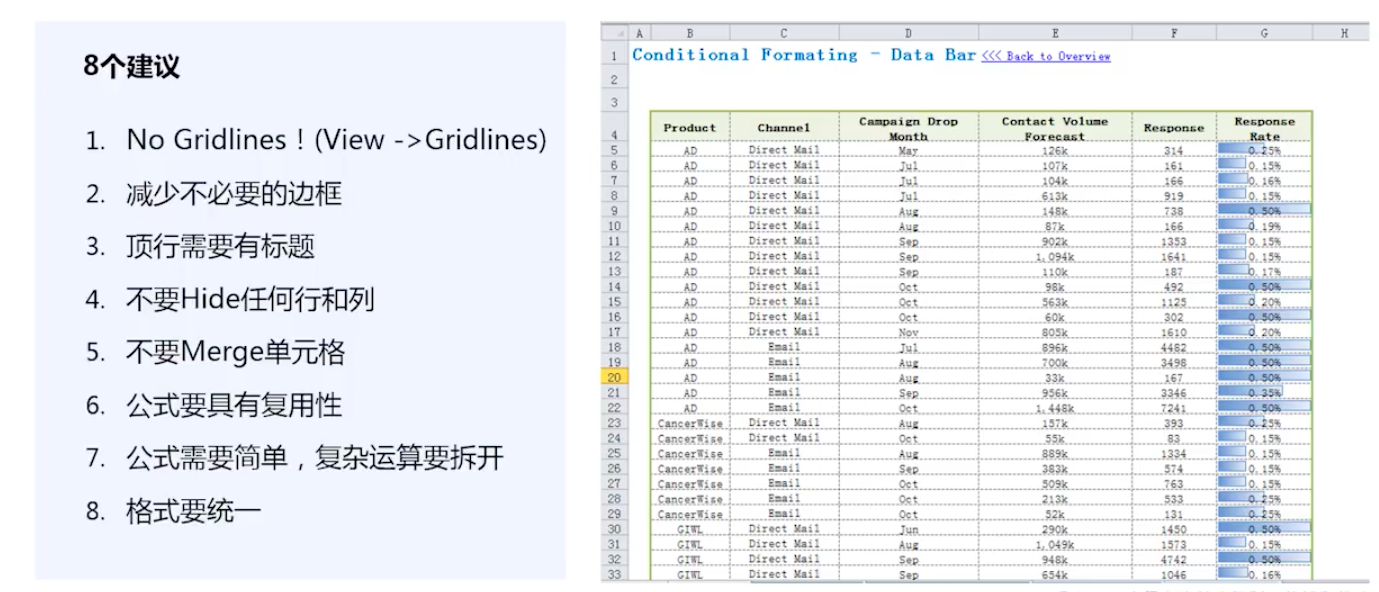 8个建议
1. No Gridlines！(View ->Gridlines)
2. 减少不必要的边框
3. 顶行需要有标题
4. 不要Hide任何行和列
5. 不要Merge单元格
6. 公式要具有复用性
7. 公式需要简单，复杂运算要拆开
8. 格式要统一
A B C D E F G H
1 Conditional Formating - Data Bar <<< Back to Overview
2
3
4 Product Channel Campaign Drop Month Contact Volume Forecast Response Response Rate
5 AD Direct Mail May 126k 314 0.25%
6 AD Direct Mail Jul 107k 161 0.15%
7 AD Direct Mail Jul 104k 166 0.16%
8 AD Direct Mail Jul 613k 919 0.15%
9 AD Direct Mail Aug 148k 738 0.50%
10 AD Direct Mail Aug 87k 166 0.19%
11 AD Direct Mail Sep 902k 1353 0.15%
12 AD Direct Mail Sep 1,094k 1641 0.15%
13 AD Direct Mail Sep 110k 187 0.17%
14 AD Direct Mail Oct 98k 492 0.50%
15 AD Direct Mail Oct 563k 1125 0.20%
16 AD Direct Mail Oct 60k 302 0.50%
17 AD Direct Mail Nov 805k 1610 0.20%
18 AD Email Jul 896k 4482 0.50%
19 AD Email Aug 700k 3498 0.50%
20 AD Email Aug 33k 167 0.50%
21 AD Email Sep 956k 3346 0.35%
22 AD Email Oct 1,448k 7241 0.50%
23 CancerWise Direct Mail Aug 157k 393 0.25%
24 CancerWise Direct Mail Oct 55k 83 0.15%
25 CancerWise Email Aug 889k 1334 0.15%
26 CancerWise Email Sep 383k 574 0.15%
27 CancerWise Email Oct 509k 763 0.15%
28 CancerWise Email Oct 213k 533 0.25%
29 CancerWise Email Oct 52k 131 0.25%
30 GIWL Direct Mail Jun 290k 1450 0.50%
31 GIWL Direct Mail Aug 1,049k 1573 0.15%
32 GIWL Direct Mail Sep 948k 4742 0.50%
33 GIWL Direct Mail Sep 654k 1046 0.16%